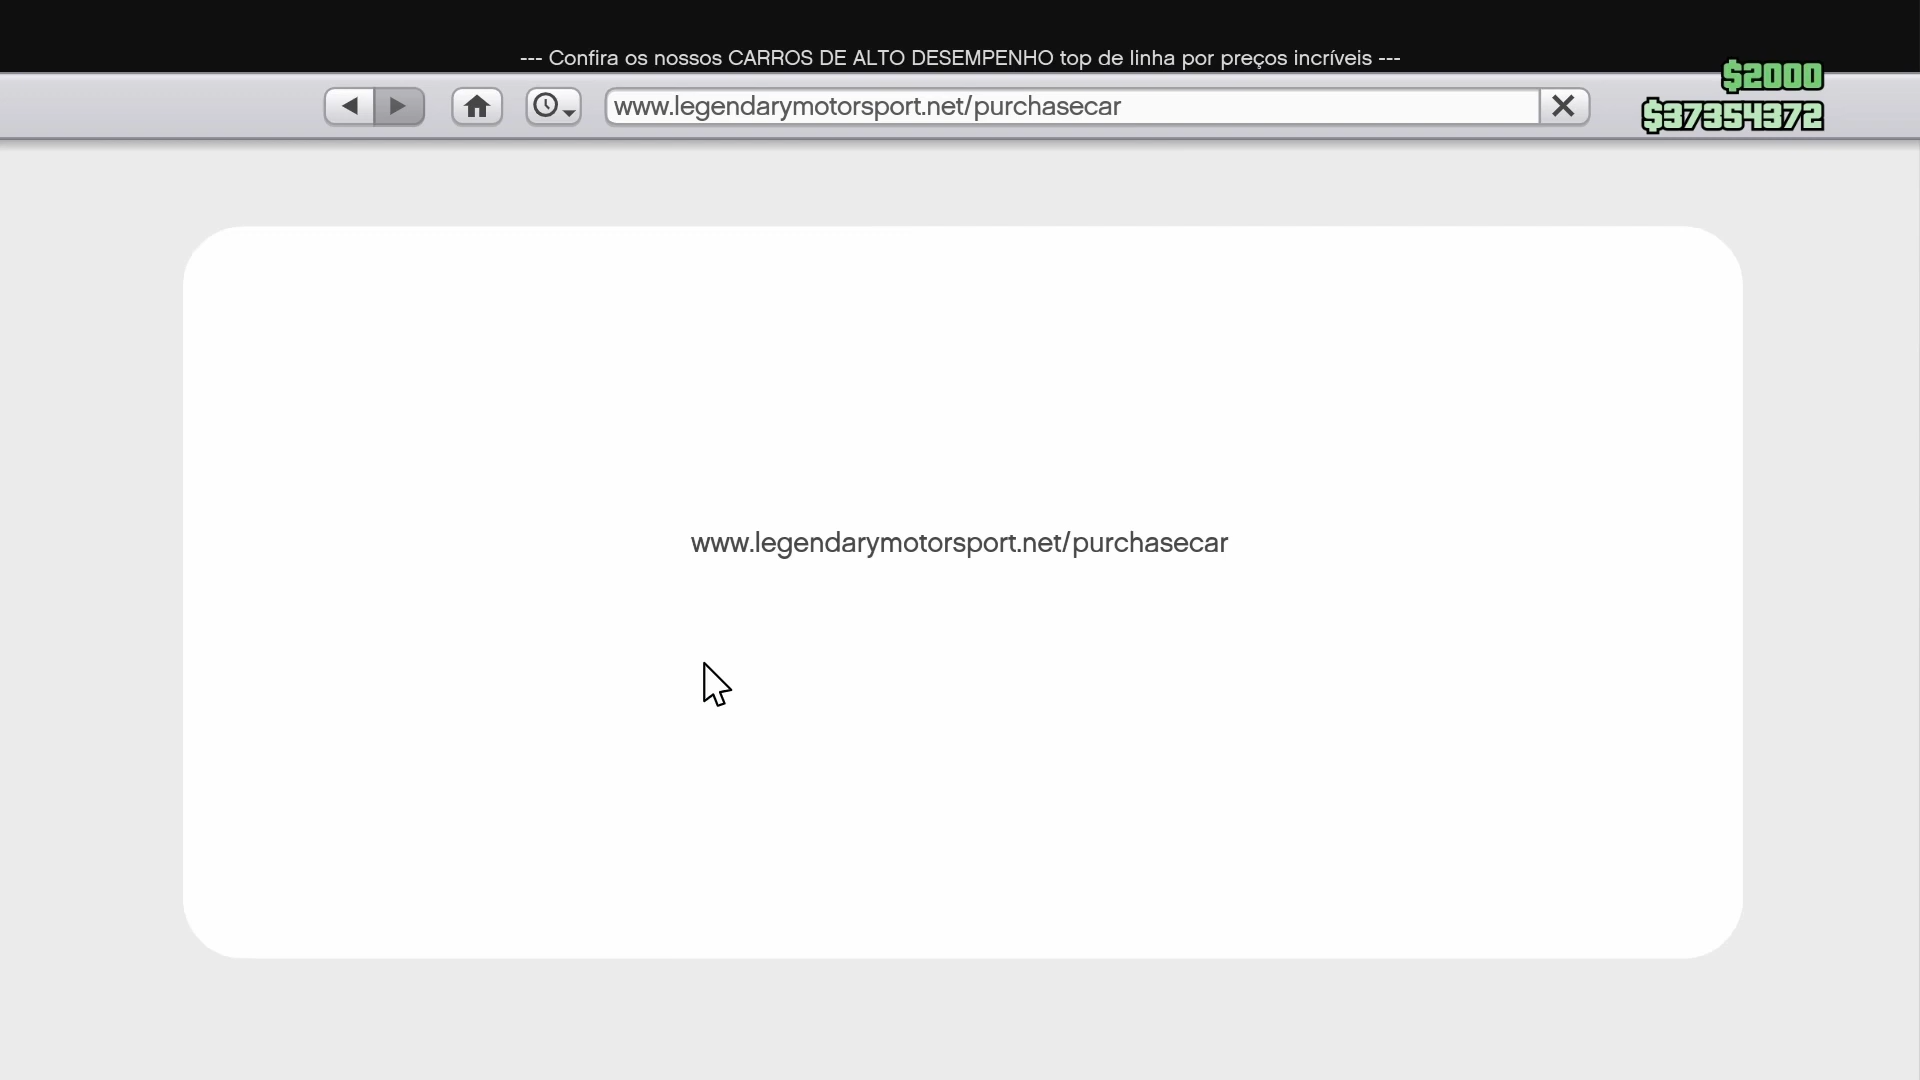 --- Confira os nossos CARROS DE ALTO DESEMPENHO top de linha por preços incríveis ---
$2000
www.legendarymotorsport.net/purchasecar
$37354372
www.legendarymotorsport.net/purchasecar